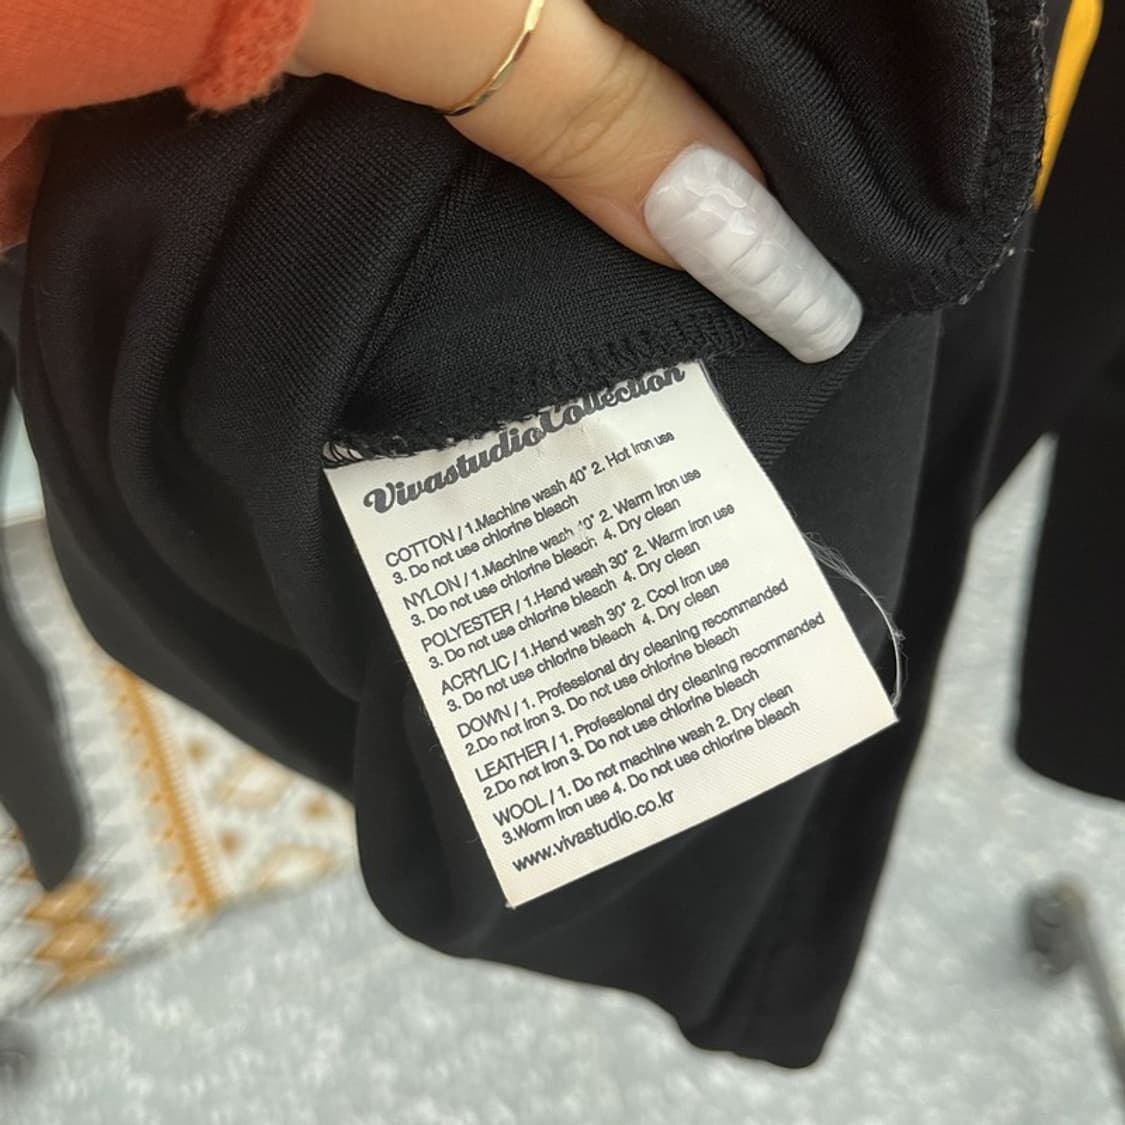 VivastudioCollection
COTTON / 1.Machine wash 40° 2. Hot Iron use
3. Do not use chlorine bleach
NYLON / 1.Machine wash 40° 2. Warm Iron use
3. Do not use chlorine bleach 4. Dry clean
POLYESTER / 1.Hand wash 30° 2. Warm Iron use
3. Do not use chlorine bleach 4. Dry clean
ACRYLIC / 1.Hand wash 30° 2. Cool Iron use
3. Do not use chlorine bleach 4. Dry clean
DOWN / 1. Professional dry cleaning recommended
2.Do not Iron 3. Do not use chlorine bleach
LEATHER / 1. Professional dry cleaning recommanded
2.Do not Iron 3. Do not use chlorine bleach
WOOL / 1. Do not machine wash 2. Dry clean
3.Worm Iron use 4. Do not use chlorine bleach
www.vivastudio.co.kr